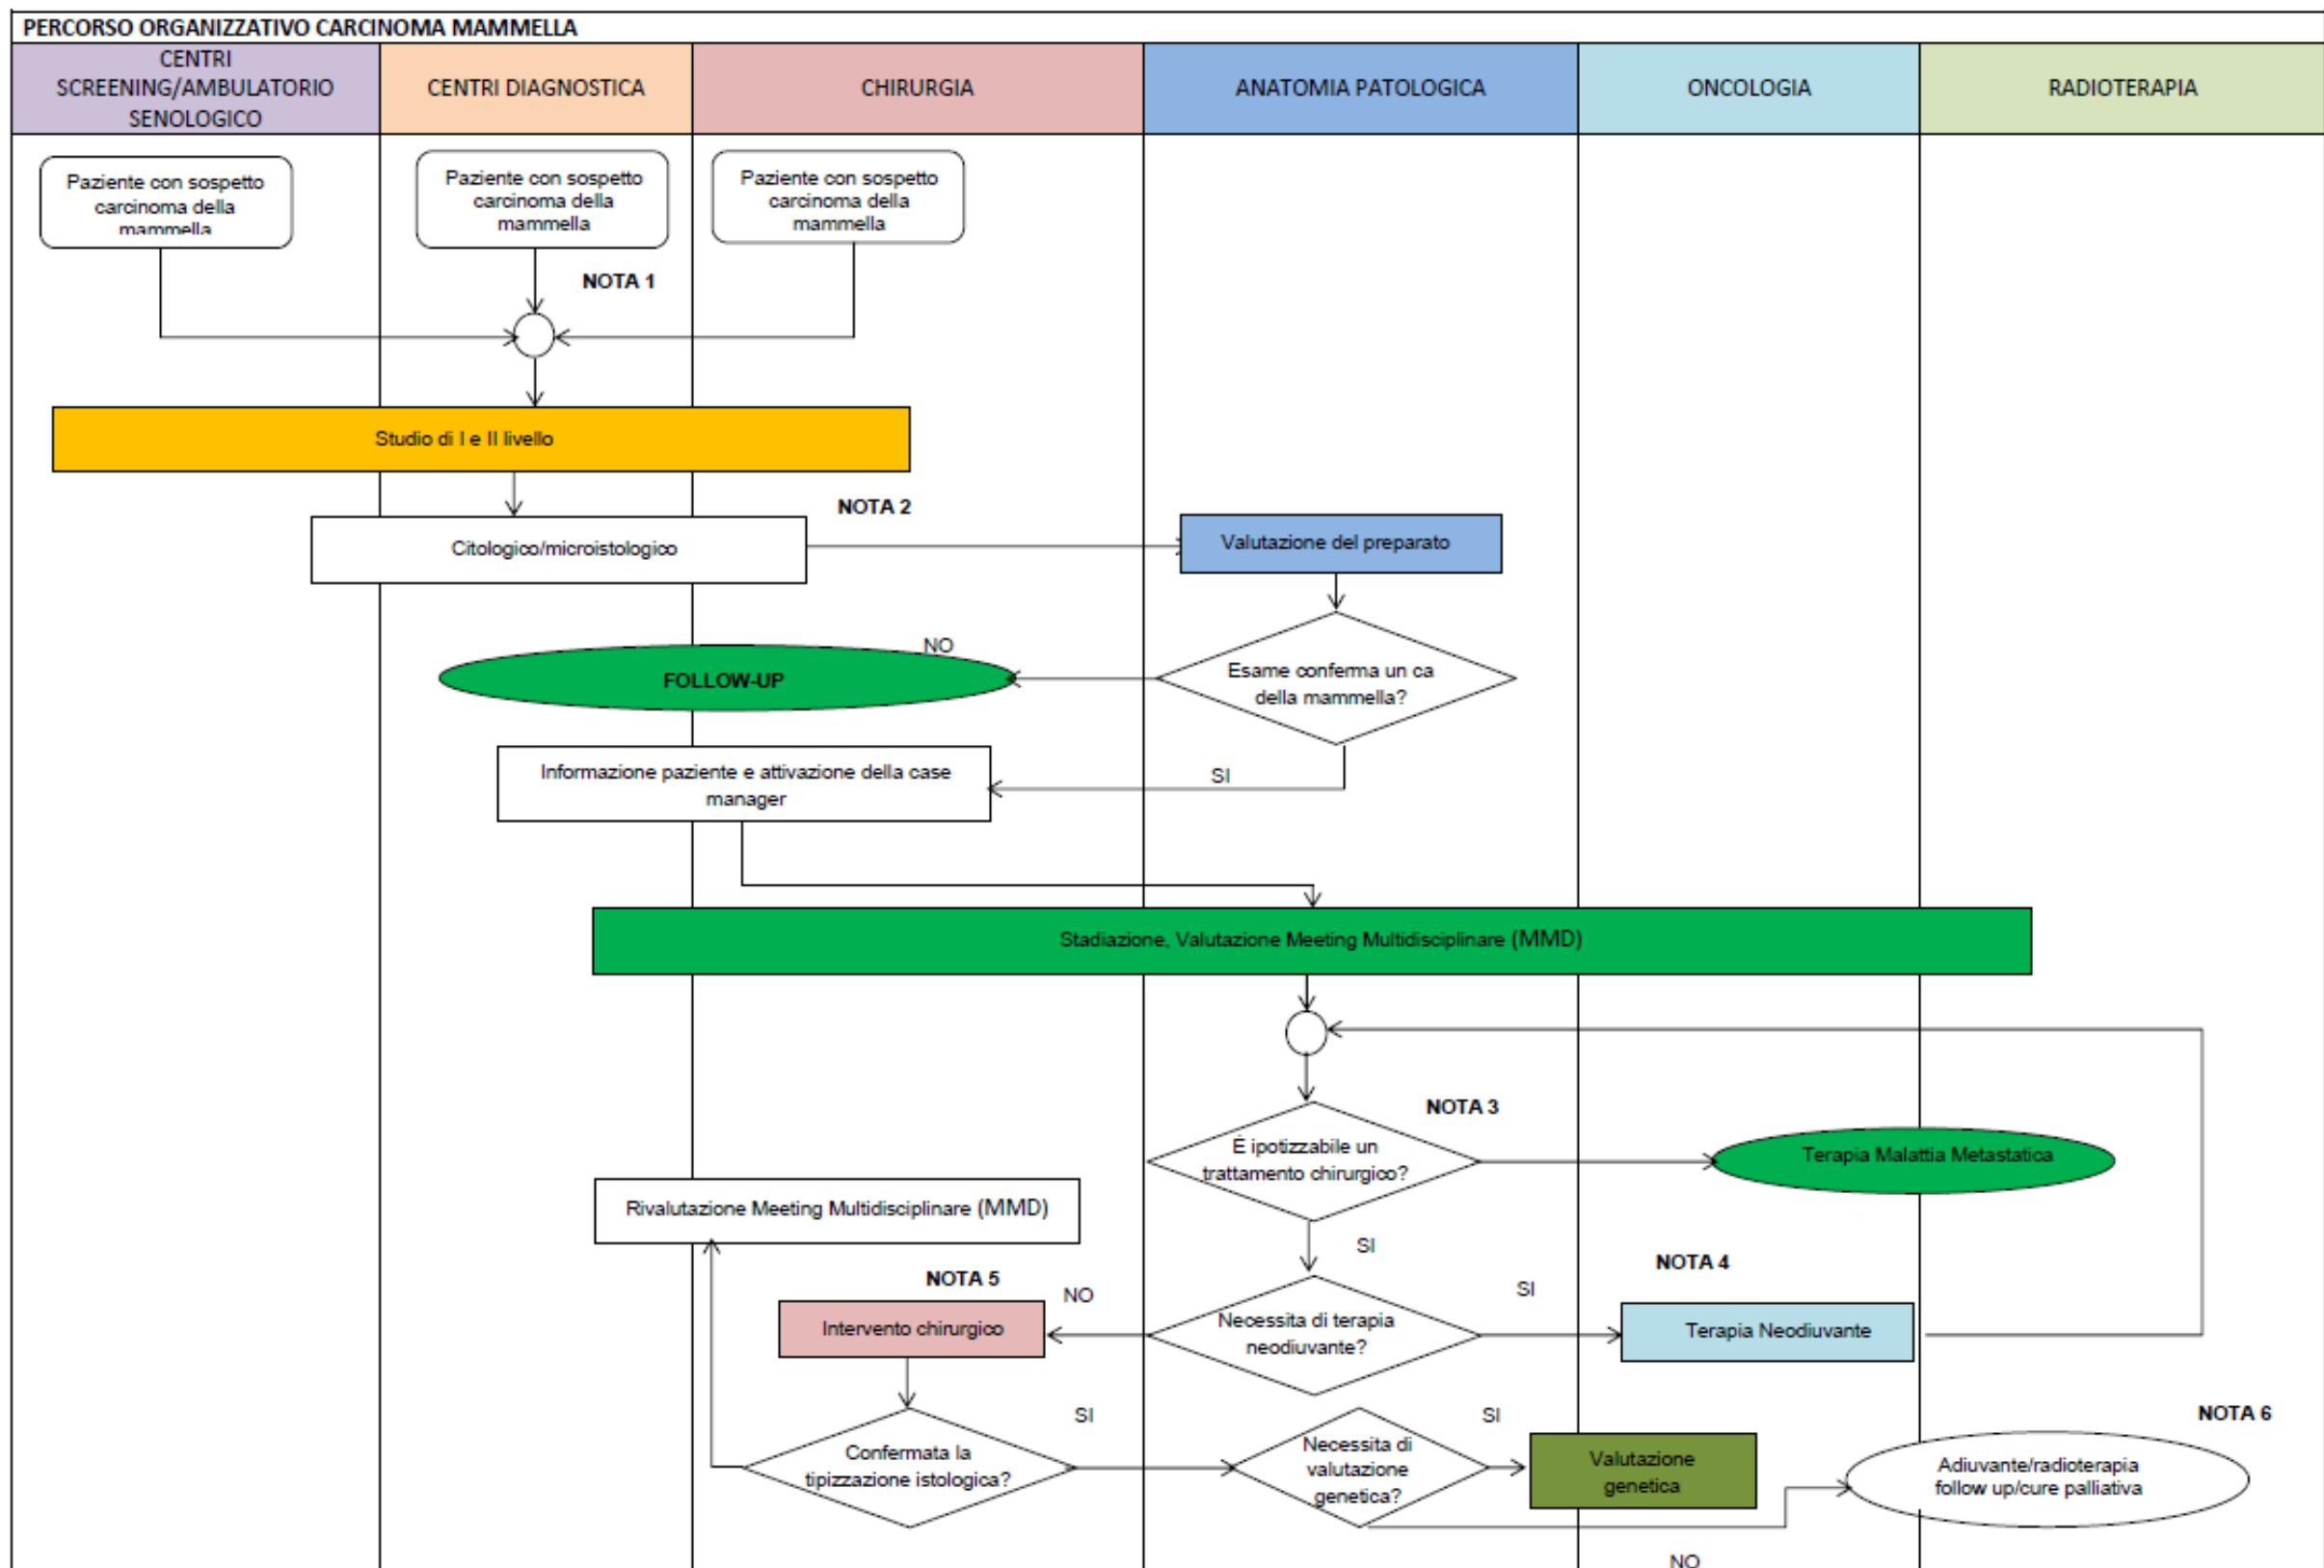 PERCORSO ORGANIZZATIVO CARCINOMA MAMMELLA
CENTRI
SCREENING/AMBULATORIO
SENOLOGICO
CENTRI DIAGNOSTICA
CHIRURGIA
ANATOMIA PATOLOGICA
ONCOLOGIA
RADIOTERAPIA
Paziente con sospetto
carcinoma della
mammella
Paziente con sospetto
carcinoma della
mammella
Paziente con sospetto
carcinoma della
mammella
NOTA 1
Studio di I e II livello
NOTA 2
Citologico/microistologico
Valutazione del preparato
NO
FOLLOW-UP
Esame conferma un ca
della mammella?
Informazione paziente e attivazione della case
manager
SI
Stadiazione, Valutazione Meeting Multidisciplinare (MMD)
NOTA 3
È ipotizzabile un
trattamento chirurgico?
Terapia Malattia Metastatica
Rivalutazione Meeting Multidisciplinare (MMD)
SI
NOTA 4
NOTA 5
NO
SI
Intervento chirurgico
Necessita di terapia
neodiuvante?
Terapia Neodiuvante
SI
SI
NOTA 6
Confermata la
tipizzazione istologica?
Necessita di
valutazione
genetica?
Valutazione
genetica
Adiuvante/radioterapia
follow up/cure palliativa
NO